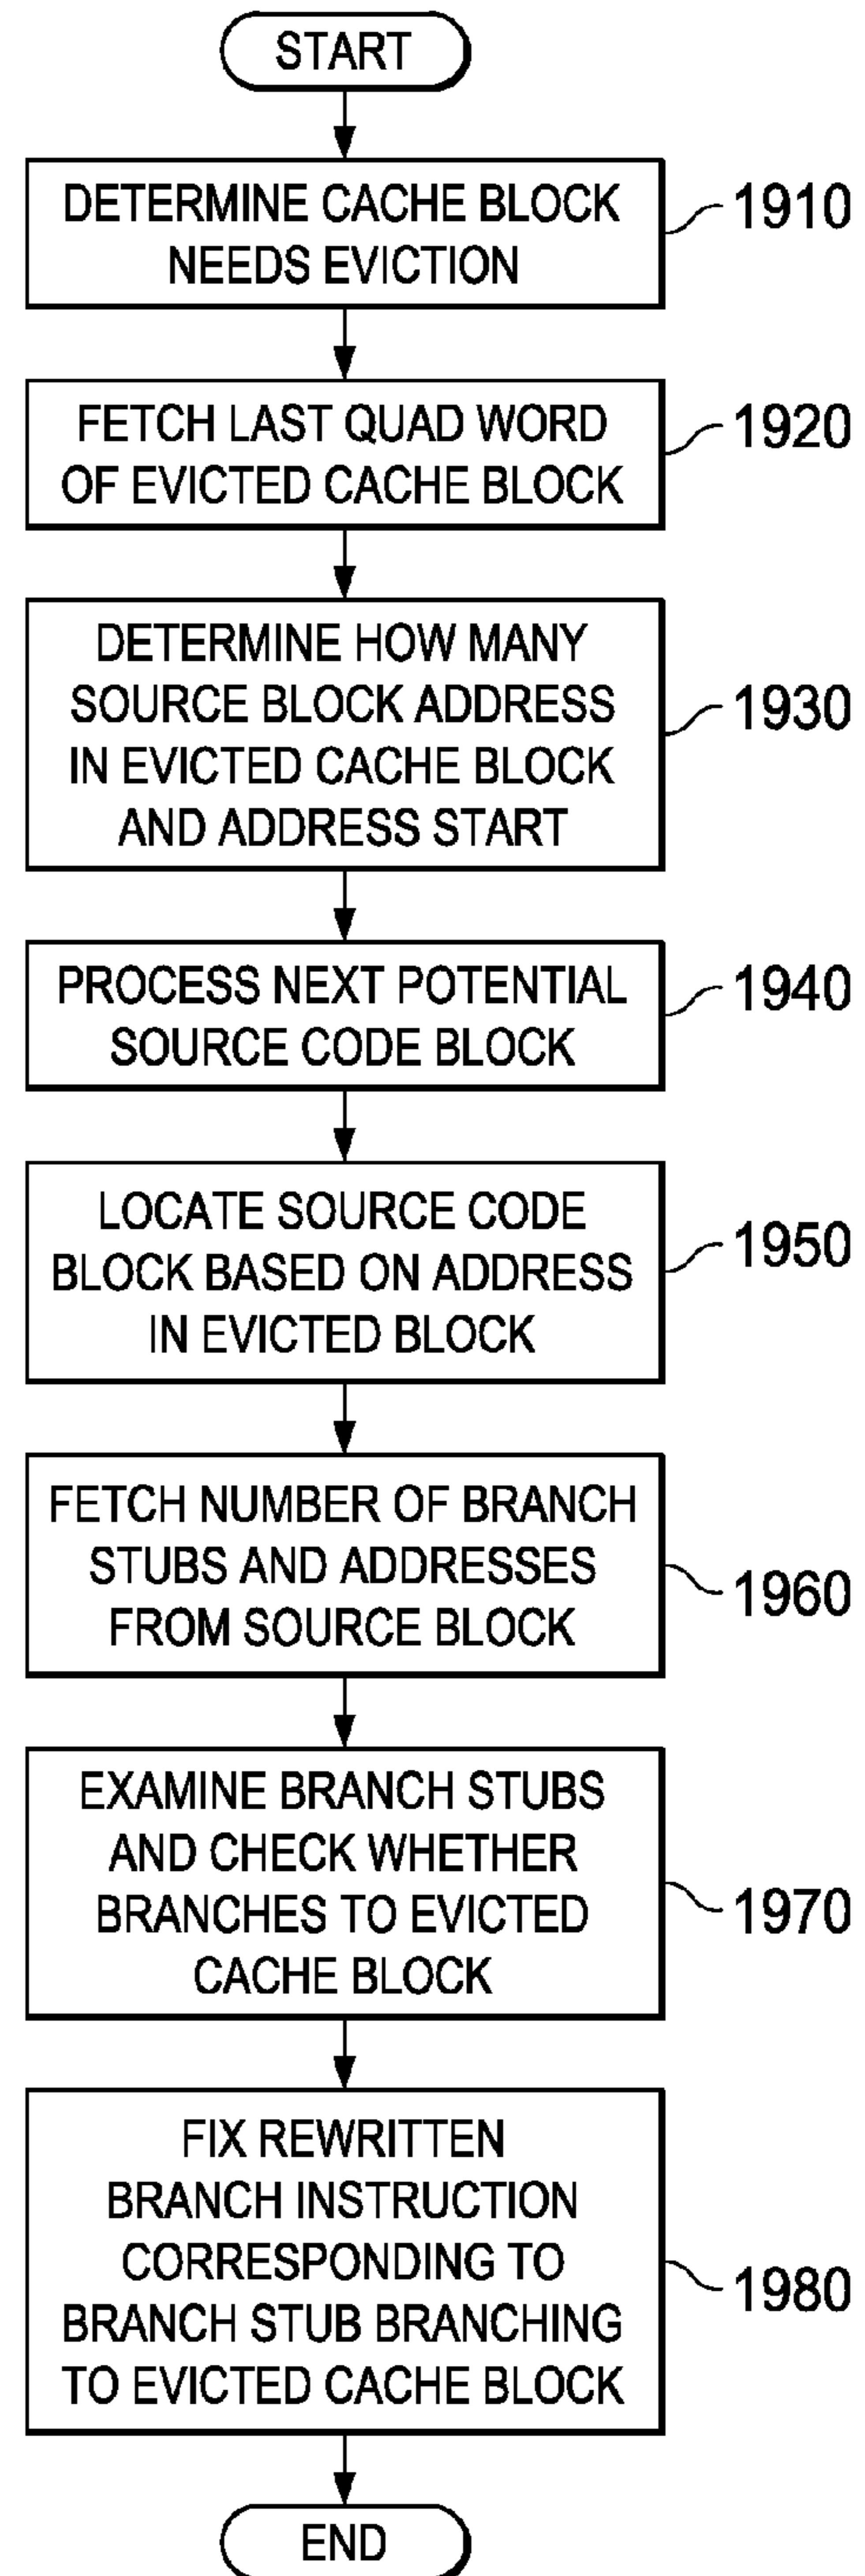 START
DETERMINE CACHE BLOCK
NEEDS EVICTION
1910
FETCH LAST QUAD WORD
OF EVICTED CACHE BLOCK
1920
DETERMINE HOW MANY
SOURCE BLOCK ADDRESS
IN EVICTED CACHE BLOCK
AND ADDRESS START
1930
PROCESS NEXT POTENTIAL
SOURCE CODE BLOCK
1940
LOCATE SOURCE CODE
BLOCK BASED ON ADDRESS
IN EVICTED BLOCK
1950
FETCH NUMBER OF BRANCH
STUBS AND ADDRESSES
FROM SOURCE BLOCK
1960
EXAMINE BRANCH STUBS
AND CHECK WHETHER
BRANCHES TO EVICTED
CACHE BLOCK
1970
FIX REWRITTEN
BRANCH INSTRUCTION
CORRESPONDING TO
BRANCH STUB BRANCHING
TO EVICTED CACHE BLOCK
1980
END